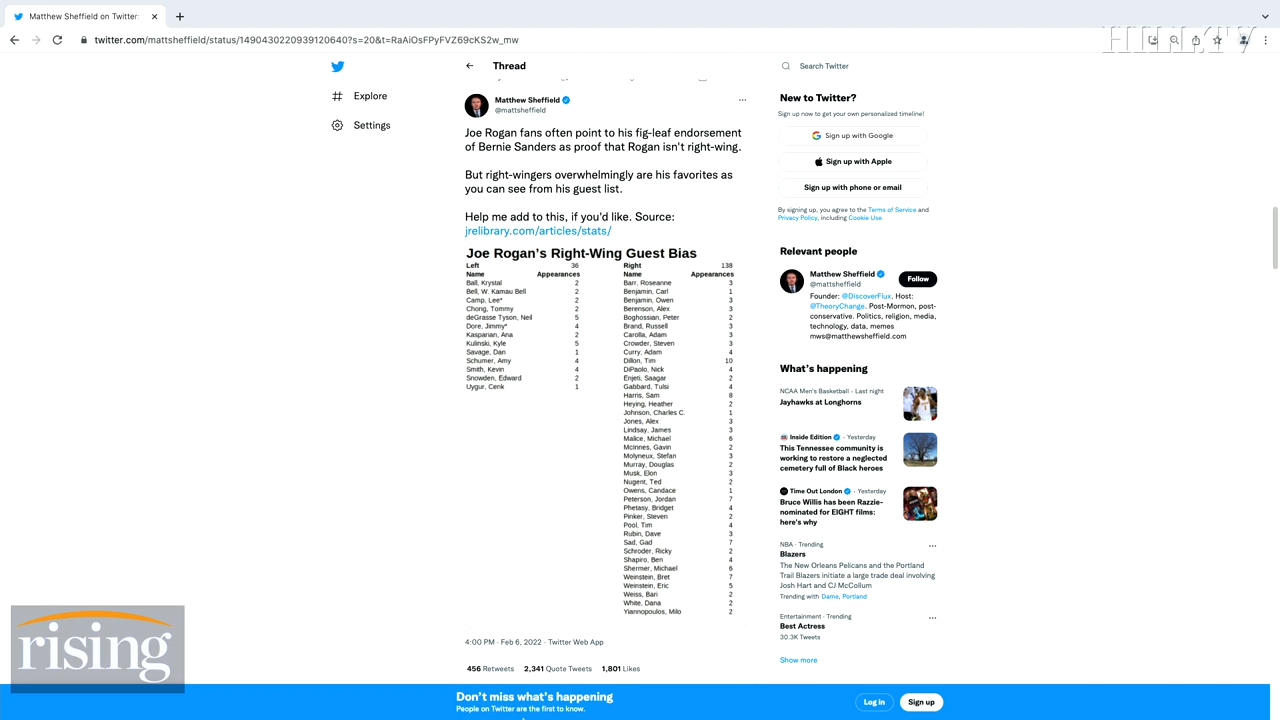 Matthew Sheffield on Twitter
twitter.com/mattsheffield/status/1490430220939120640?s=20&t=RaAiOsFPyFVZ69cKS2w_mw
Explore
Settings
Thread
Matthew Sheffield
@mattsheffield
Joe Rogan fans often point to his fig-leaf endorsement
of Bernie Sanders as proof that Rogan isn't right-wing.
But right-wingers overwhelmingly are his favorites as
you can see from his guest list.
Help me add to this, if you'd like. Source:
jrelibrary.com/articles/stats/
Joe Rogan's Right-Wing Guest Bias
Left 36
Name Appearances
Ball, Krystal 2
Bell, W. Kamau Bell 2
Camp, Lee* 2
Chong, Tommy 2
deGrasse Tyson, Neil 5
Dore, Jimmy* 4
Kasparian, Ana 2
Kulinski, Kyle 5
Savage, Dan 1
Schumer, Amy 4
Smith, Kevin 4
Snowden, Edward 2
Uygur, Cenk 1
Right 138
Name Appearances
Barr, Roseanne 3
Benjamin, Carl 1
Benjamin, Owen 3
Berenson, Alex 3
Boghossian, Peter 2
Brand, Russell 3
Carolla, Adam 3
Crowder, Steven 3
Curry, Adam 4
Dillon, Tim 10
DiPaolo, Nick 4
Enjeti, Saagar 2
Gabbard, Tulsi 4
Harris, Sam 8
Heying, Heather 2
Johnson, Charles C. 1
Jones, Alex 3
Lindsay, James 3
Malice, Michael 6
McInnes, Gavin 2
Molyneux, Stefan 3
Murray, Douglas 2
Musk, Elon 3
Nugent, Ted 2
Owens, Candace 1
Peterson, Jordan 7
Phetasy, Bridget 4
Pinker, Steven 2
Pool, Tim 4
Rubin, Dave 3
Sad, Gad 7
Schroder, Ricky 2
Shapiro, Ben 4
Shermer, Michael 6
Weinstein, Bret 7
Weinstein, Eric 5
Weiss, Bari 2
White, Dana 2
Yiannopoulos, Milo 2
4:00 PM · Feb 6, 2022 · Twitter Web App
456 Retweets 2,341 Quote Tweets 1,801 Likes
Search Twitter
New to Twitter?
Sign up now to get your own personalized timeline!
Sign up with Google
Sign up with Apple
Sign up with phone or email
By signing up, you agree to the Terms of Service and
Privacy Policy, including Cookie Use.
Relevant people
Matthew Sheffield
@mattsheffield
Follow
Founder: @DiscoverFlux. Host:
@TheoryChange. Post-Mormon, post-
conservative. Politics, religion, media,
technology, data, memes
mws@matthewsheffield.com
What's happening
NCAA Men's Basketball · Last night
Jayhawks at Longhorns
Inside Edition · Yesterday
This Tennessee community is
working to restore a neglected
cemetery full of Black heroes
Time Out London · Yesterday
Bruce Willis has been Razzie-
nominated for EIGHT films:
here's why
NBA · Trending
Blazers
The New Orleans Pelicans and the Portland
Trail Blazers initiate a large trade deal involving
Josh Hart and CJ McCollum
Trending with Dame, Portland
Entertainment · Trending
Best Actress
30.3K Tweets
Show more
rising
Don't miss what's happening
People on Twitter are the first to know.
Log in
Sign up